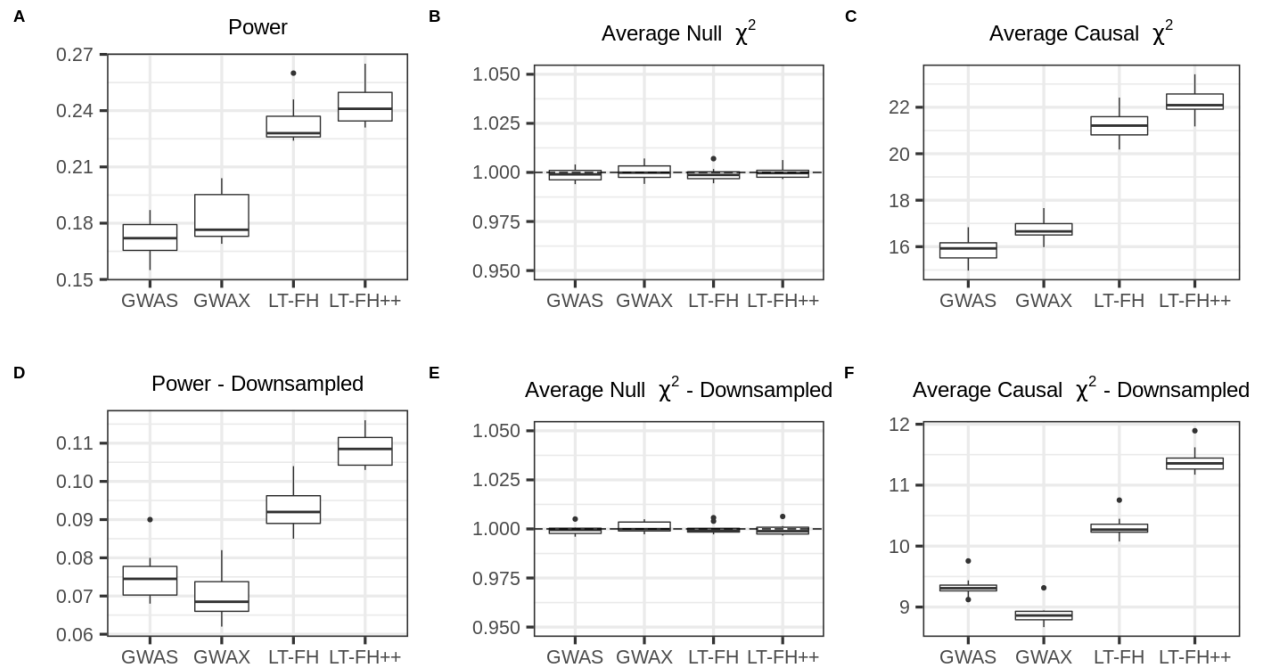 A
Power
0.27
0.24
0.21
0.18
0.15
GWAS GWAX LT-FH LT-FH++
B
Average Null χ²
1.050
1.025
1.000
0.975
0.950
GWAS GWAX LT-FH LT-FH++
C
Average Causal χ²
22
20
18
16
GWAS GWAX LT-FH LT-FH++
D
Power - Downsampled
0.11
0.10
0.09
0.08
0.07
0.06
GWAS GWAX LT-FH LT-FH++
E
Average Null χ² - Downsampled
1.050
1.025
1.000
0.975
0.950
GWAS GWAX LT-FH LT-FH++
F
Average Causal χ² - Downsampled
12
11
10
9
GWAS GWAX LT-FH LT-FH++